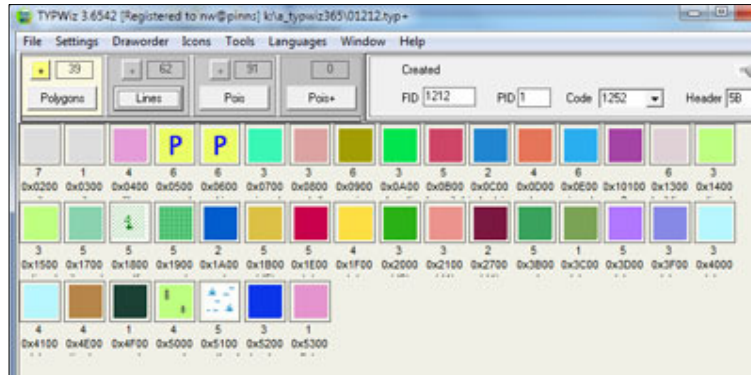 TYPWiz 3.6542 [Registered to nw@pinns] k:\a_typwiz365\01212.typ+
File Settings Draworder Icons Tools Languages Window Help
+ 39 + 62 + 91 0 Created
Polygons Lines Pois Pois+ FID 1212 PID 1 Code 1252 Header 5B
P P
7 1 4 6 6 3 3 6 3 5 2 4 6 5 6 3
0x0200 0x0300 0x0400 0x0500 0x0600 0x0700 0x0800 0x0900 0x0A00 0x0B00 0x0C00 0x0D00 0x0E00 0x10100 0x1300 0x1400
4
3 5 5 5 2 5 5 4 3 3 2 5 1 5 3 3
0x1500 0x1700 0x1800 0x1900 0x1A00 0x1B00 0x1E00 0x1F00 0x2000 0x2100 0x2700 0x3B00 0x3C00 0x3D00 0x3F00 0x4000
4 4 1 4 5 3 1
0x4100 0x4E00 0x4F00 0x5000 0x5100 0x5200 0x5300